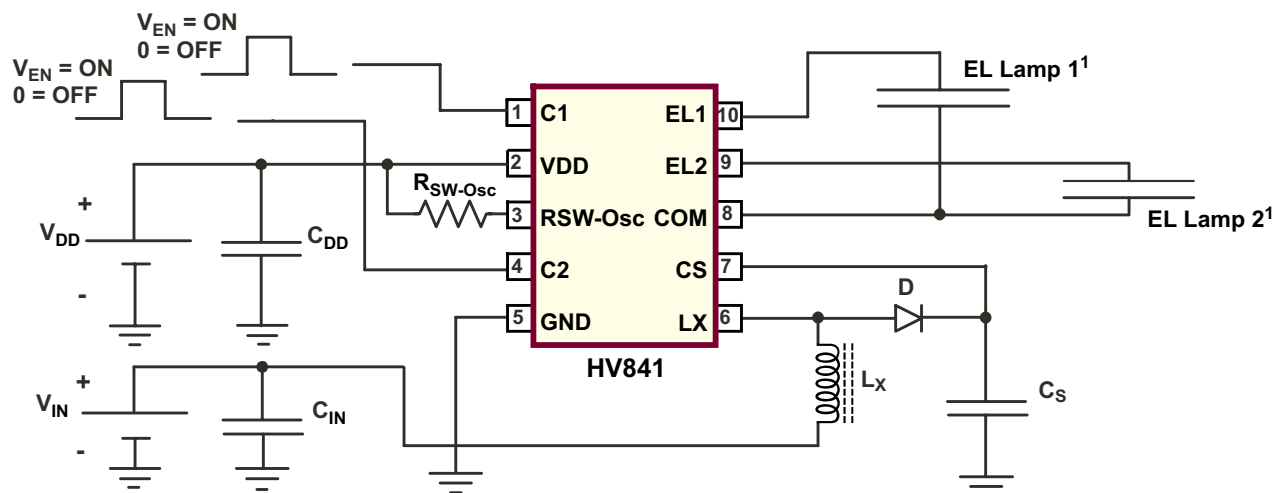 V_EN = ON
0 = OFF
V_EN = ON
0 = OFF
1 C1
2 VDD
3 RSW-Osc
4 C2
5 GND
EL1 10
EL2 9
COM 8
CS 7
LX 6
HV841
R_SW-Osc
+
V_DD
-
C_DD
+
V_IN
-
C_IN
EL Lamp 1¹
EL Lamp 2¹
D
L_X
C_S